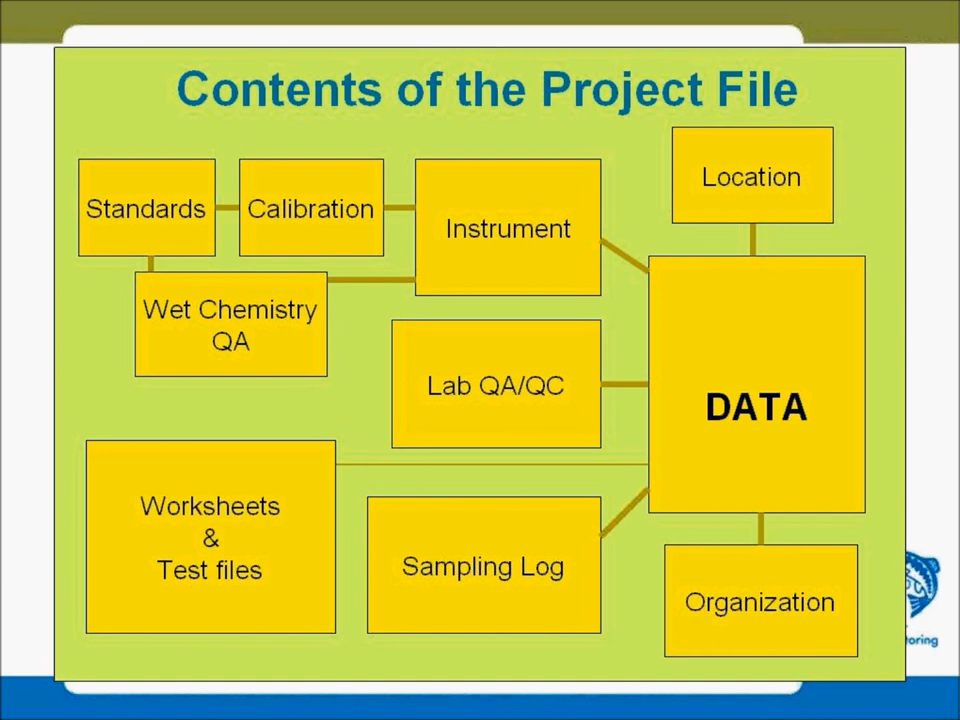 Contents of the Project File
Location
Standards
Calibration
Instrument
Wet Chemistry
QA
Lab QA/QC
DATA
Worksheets
&
Test files
Sampling Log
Organization